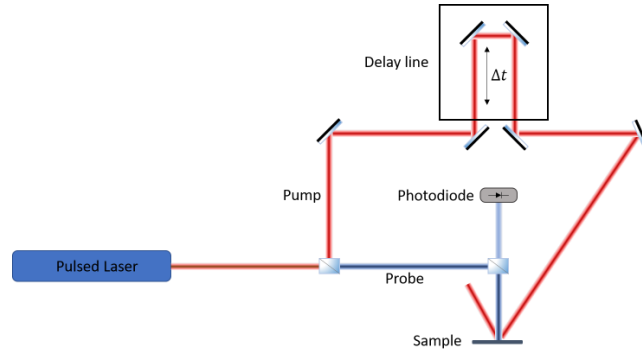 Delay line
Δt
Pump
Photodiode
Pulsed Laser
Probe
Sample